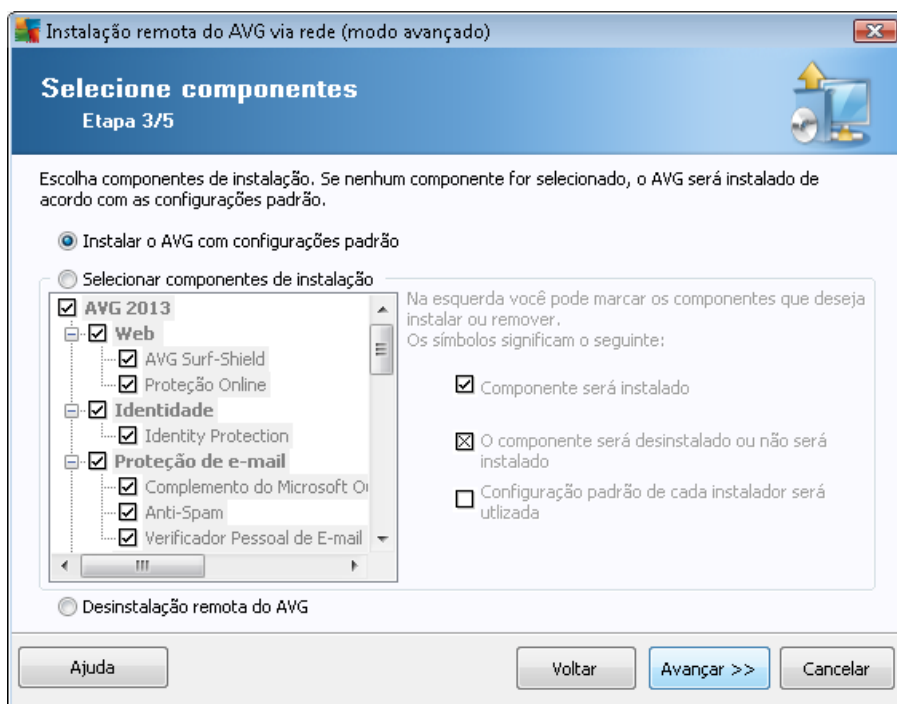 Instalação remota do AVG via rede (modo avançado)
Selecione componentes
Etapa 3/5
Escolha componentes de instalação. Se nenhum componente for selecionado, o AVG será instalado de
acordo com as configurações padrão.
Instalar o AVG com configurações padrão
Selecionar componentes de instalação
AVG 2013
Web
AVG Surf-Shield
Proteção Online
Identidade
Identity Protection
Proteção de e-mail
Complemento do Microsoft
Anti-Spam
Verificador Pessoal de E-mail
Na esquerda você pode marcar os componentes que deseja
instalar ou remover.
Os símbolos significam o seguinte:
Componente será instalado
O componente será desinstalado ou não será
instalado
Configuração padrão de cada instalador será
utlizada
Desinstalação remota do AVG
Ajuda
Voltar
Avançar >>
Cancelar